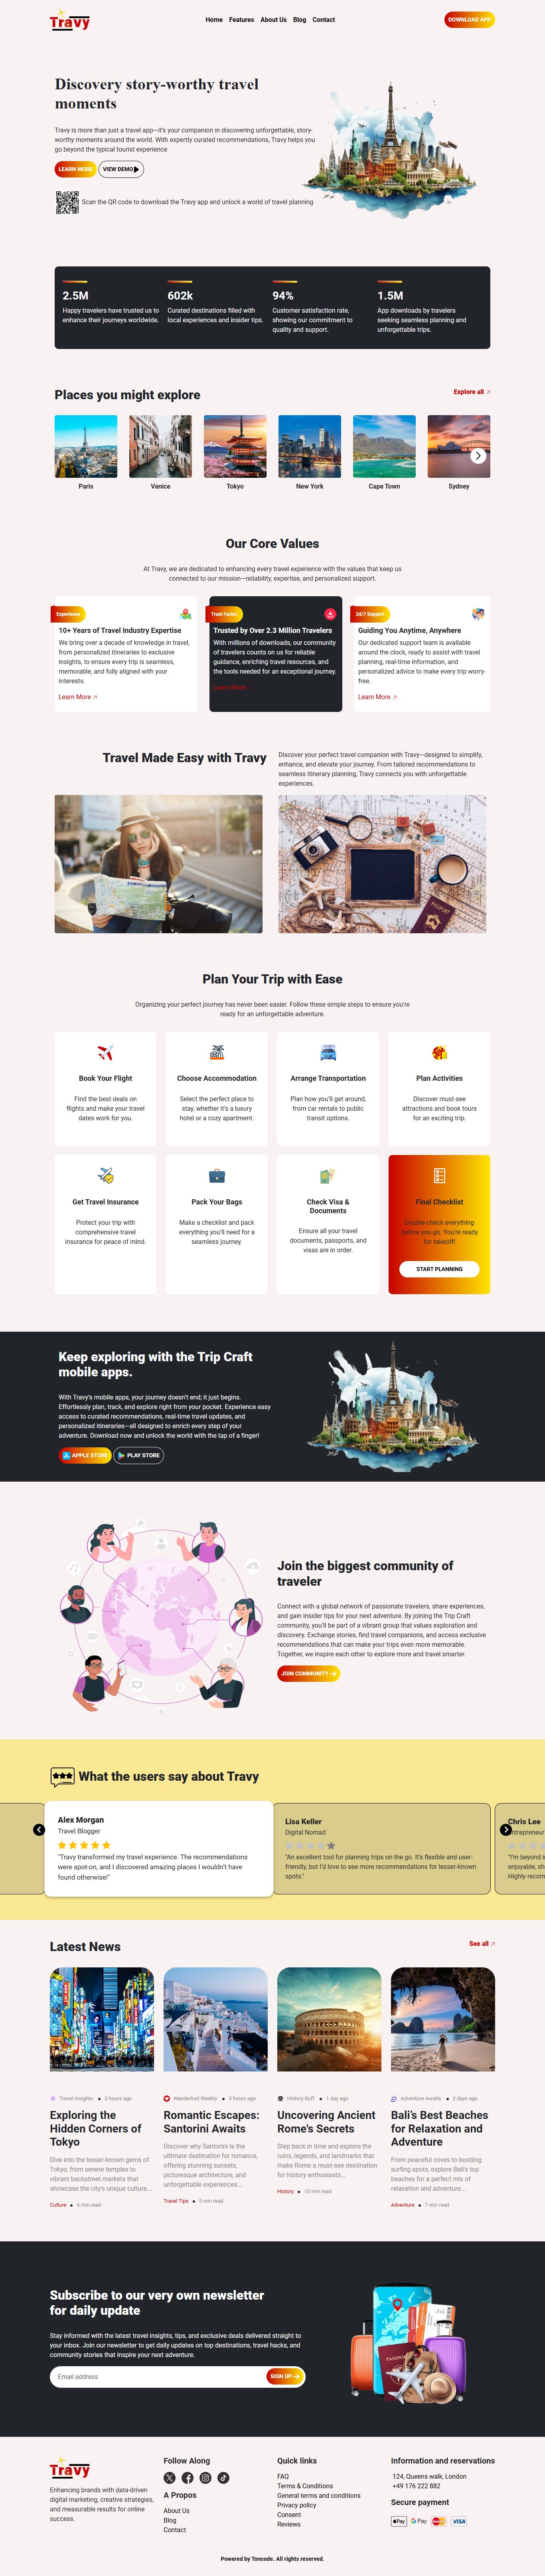 Travy
Home Features About Us Blog Contact
DOWNLOAD APP
Discovery story-worthy travel
moments
Travy is more than just a travel app—it's your companion in discovering unforgettable, story-
worthy moments around the world. With expertly curated recommendations, Travy helps you
go beyond the typical tourist experience
LEARN MORE
VIEW DEMO
Scan the QR code to download the Travy app and unlock a world of travel planning
2.5M
Happy travelers have trusted us to
enhance their journeys worldwide.
602k
Curated destinations filled with
local experiences and insider tips.
94%
Customer satisfaction rate,
showing our commitment to
quality and support.
1.5M
App downloads by travelers
seeking seamless planning and
unforgettable trips.
Places you might explore
Explore all
Paris
Venice
Tokyo
New York
Cape Town
Sydney
Our Core Values
At Travy, we are dedicated to enhancing every travel experience with the values that keep us
connected to our mission—reliability, expertise, and personalized support.
Experience
10+ Years of Travel Industry Expertise
We bring over a decade of knowledge in travel,
from personalized itineraries to exclusive
insights, to ensure every trip is seamless,
memorable, and fully aligned with your
interests.
Learn More
Trust Factor
Trusted by Over 2.3 Million Travelers
With millions of downloads, our community
of travelers counts on us for reliable
guidance, enriching travel resources, and
the tools needed for an exceptional journey.
Learn More
24/7 Support
Guiding You Anytime, Anywhere
Our dedicated support team is available
around the clock, ready to assist with travel
planning, real-time information, and
personalized advice to make every trip worry-
free.
Learn More
Travel Made Easy with Travy
Discover your perfect travel companion with Travy—designed to simplify,
enhance, and elevate your journey. From tailored recommendations to
seamless itinerary planning, Travy connects you with unforgettable
experiences.
PASSPORT
Plan Your Trip with Ease
Organizing your perfect journey has never been easier. Follow these simple steps to ensure you're
ready for an unforgettable adventure.
Book Your Flight
Find the best deals on
flights and make your travel
dates work for you.
Choose Accommodation
Select the perfect place to
stay, whether it's a luxury
hotel or a cozy apartment.
Arrange Transportation
Plan how you'll get around,
from car rentals to public
transit options.
Plan Activities
Discover must-see
attractions and book tours
for an exciting trip.
Get Travel Insurance
Protect your trip with
comprehensive travel
insurance for peace of mind.
Pack Your Bags
Make a checklist and pack
everything you'll need for a
seamless journey.
Check Visa &
Documents
Ensure all your travel
documents, passports, and
visas are in order.
Final Checklist
Double-check everything
before you go. You're ready
for takeoff!
START PLANNING
Keep exploring with the Trip Craft
mobile apps.
With Travy's mobile apps, your journey doesn't end; it just begins.
Effortlessly plan, track, and explore right from your pocket. Experience easy
access to curated recommendations, real-time travel updates, and
personalized itineraries—all designed to enrich every step of your
adventure. Download now and unlock the world with the tap of a finger!
APPLE STORE
PLAY STORE
Join the biggest community of
traveler
Connect with a global network of passionate travelers, share experiences,
and gain insider tips for your next adventure. By joining the Trip Craft
community, you'll be part of a vibrant group that values exploration and
discovery. Exchange stories, find travel companions, and access exclusive
recommendations that can make your trips even more memorable.
Together, we inspire each other to explore more and travel smarter.
JOIN COMMUNITY
What the users say about Travy
Alex Morgan
Travel Blogger
"Travy transformed my travel experience. The recommendations
were spot-on, and I discovered amazing places I wouldn't have
found otherwise!"
Lisa Keller
Digital Nomad
"An excellent tool for planning trips on the go. It's flexible and user-
friendly, but I'd love to see more recommendations for lesser-known
spots."
Chris Lee
ntrepreneur
"I'm beyond i
enjoyable, sh
Highly recom
Latest News
See all
Travel Insights 3 hours ago
Exploring the
Hidden Corners of
Tokyo
Dive into the lesser-known gems of
Tokyo, from serene temples to
vibrant backstreet markets that
showcase the city's unique culture...
Culture 6 min read
Wanderlust Weekly 5 hours ago
Romantic Escapes:
Santorini Awaits
Discover why Santorini is the
ultimate destination for romance,
offering stunning sunsets,
picturesque architecture, and
unforgettable experiences...
Travel Tips 5 min read
History Buff 1 day ago
Uncovering Ancient
Rome's Secrets
Step back in time and explore the
ruins, legends, and landmarks that
make Rome a must-see destination
for history enthusiasts...
History 10 min read
Adventure Awaits 2 days ago
Bali's Best Beaches
for Relaxation and
Adventure
From peaceful coves to bustling
surfing spots, explore Bali's top
beaches for a perfect mix of
relaxation and adventure...
Adventure 7 min read
Subscribe to our very own newsletter
for daily update
Stay informed with the latest travel insights, tips, and exclusive deals delivered straight to
your inbox. Join our newsletter to get daily updates on top destinations, travel hacks, and
community stories that inspire your next adventure.
Email address
SIGN UP
PASSPORT
Travy
Enhancing brands with data-driven
digital marketing, creative strategies,
and measurable results for online
success.
Follow Along
A Propos
About Us
Blog
Contact
Quick links
FAQ
Terms & Conditions
General terms and conditions
Privacy policy
Consent
Reviews
Information and reservations
124, Queens walk, London
+49 176 222 882
Secure payment
Pay
G Pay
VISA
Powered by Toncode. All rights reserved.